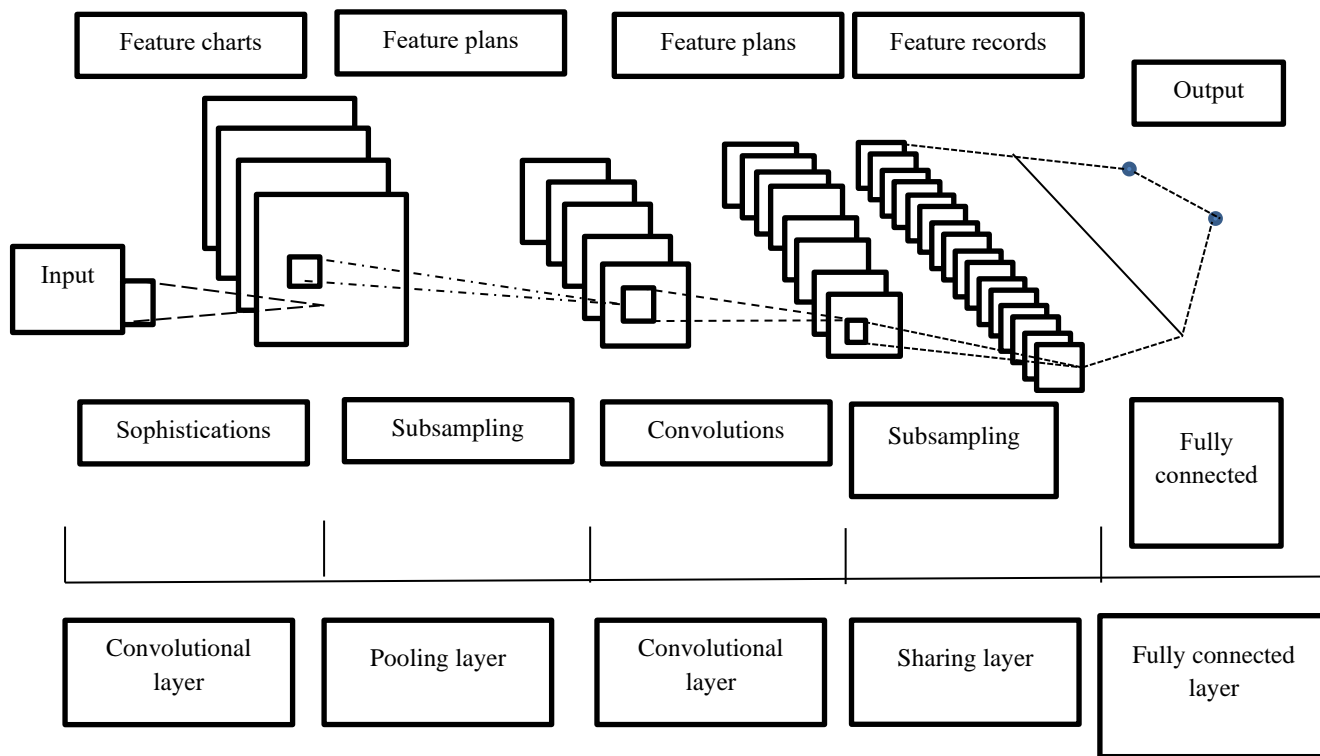 Feature charts
Feature plans
Feature plans
Feature records
Output
Input
Sophistications
Subsampling
Convolutions
Subsampling
Fully
connected
Convolutional
layer
Pooling layer
Convolutional
layer
Sharing layer
Fully connected
layer